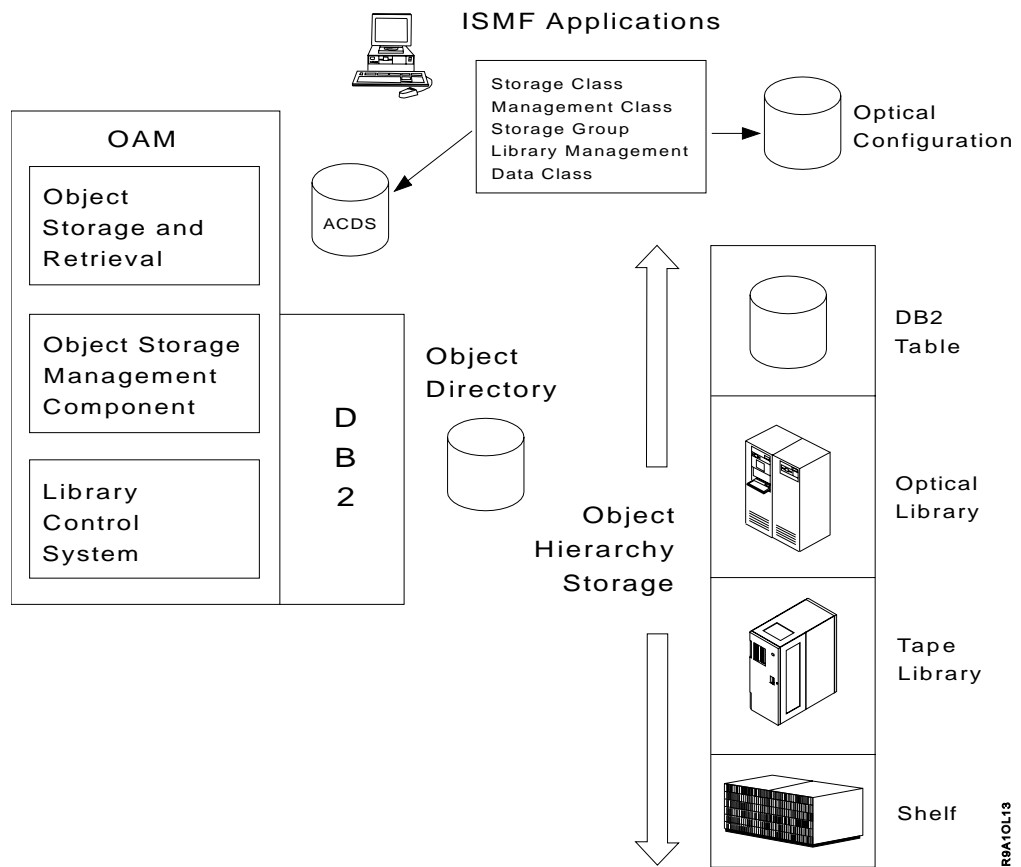 ISMF Applications
Storage Class
Management Class
Storage Group
Library Management
Data Class
Optical
Configuration
OAM
Object
Storage and
Retrieval
ACDS
Object Storage
Management
Component
Library
Control
System
D
B
2
Object
Directory
Object
Hierarchy
Storage
DB2
Table
Optical
Library
Tape
Library
Shelf
R9A1OL13